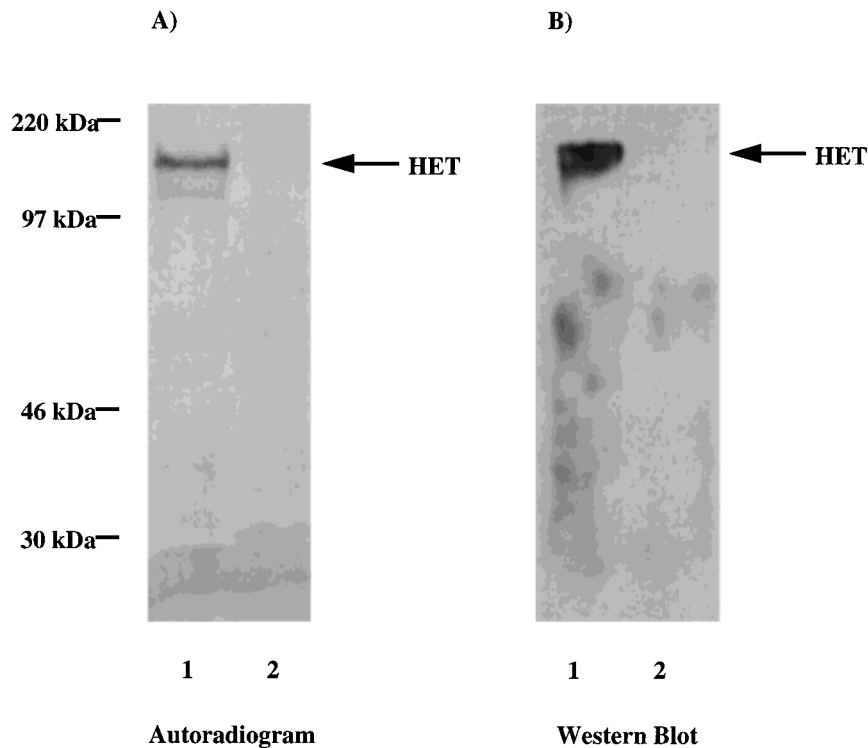 A)
B)
220 kDa
97 kDa
46 kDa
30 kDa
HET
HET
1 2
1 2
Autoradiogram
Western Blot